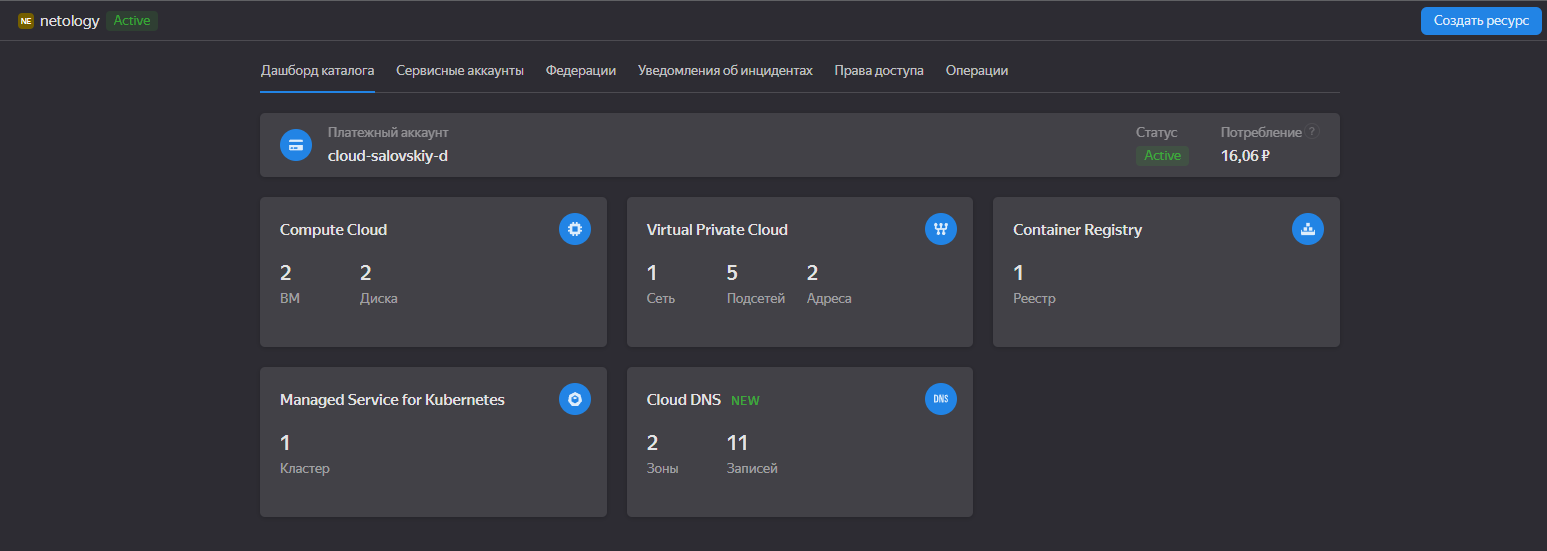 NE netology Active Создать ресурс
Дашборд каталога Сервисные аккаунты Федерации Уведомления об инцидентах Права доступа Операции
Платежный аккаунт Статус Потребление ?
cloud-salovskiy-d Active 16,06 ₽
Compute Cloud
2 2
ВМ Диска
Virtual Private Cloud
1 5 2
Сеть Подсетей Адреса
Container Registry
1
Реестр
Managed Service for Kubernetes
1
Кластер
Cloud DNS NEW DNS
2 11
Зоны Записей